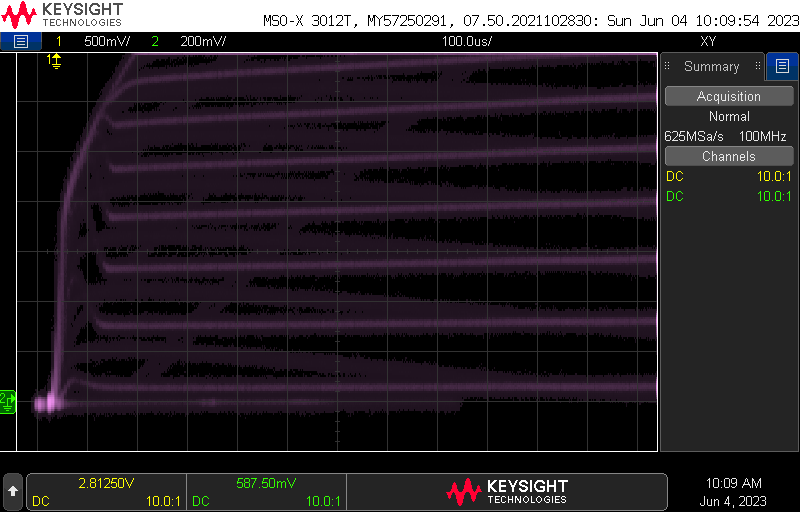 KEYSIGHT
TECHNOLOGIES
MSO-X 3012T, MY57250291, 07.50.2021102830: Sun Jun 04 10:09:54 2023
1 500mV/ 2 200mV/ 100.0us/ XY
1
Summary
Acquisition
Normal
625MSa/s 100MHz
Channels
DC 10.0:1
DC 10.0:1
2
2.81250V
DC 10.0:1
587.50mV
DC 10.0:1
KEYSIGHT
TECHNOLOGIES
10:09 AM
Jun 4, 2023